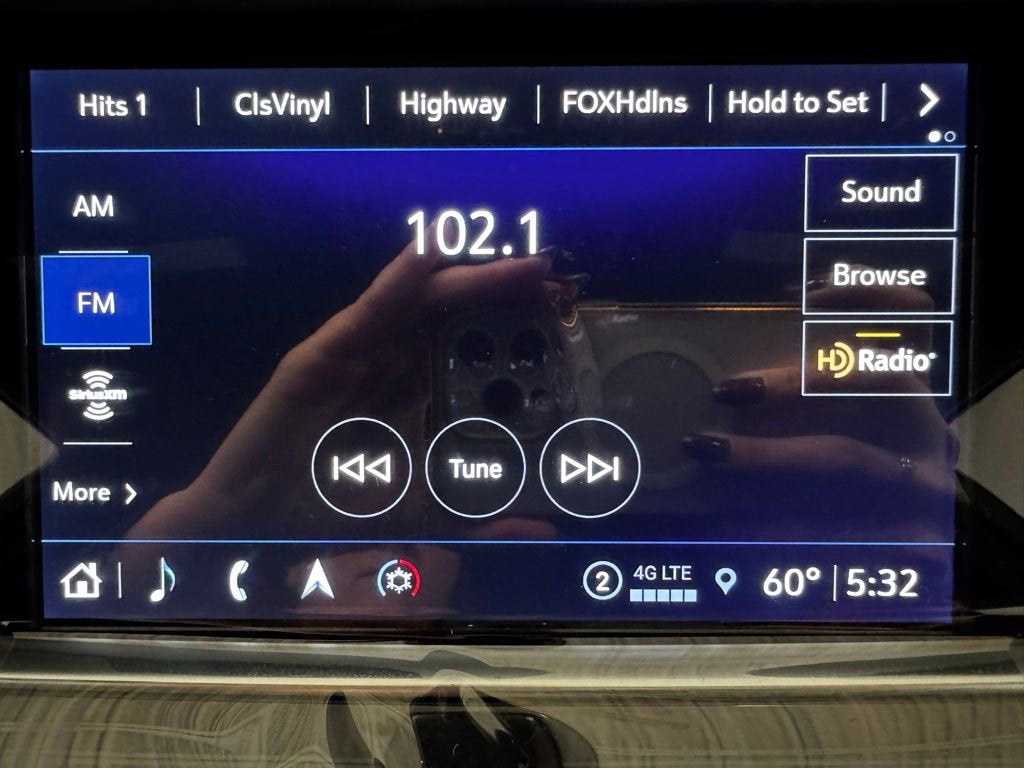 Hits 1 ClsVinyl Highway FOXHdlns Hold to Set
AM
102.1
Sound
FM
Browse
HD Radio
SiriusXM
Tune
More
2 4G LTE 60° 5:32